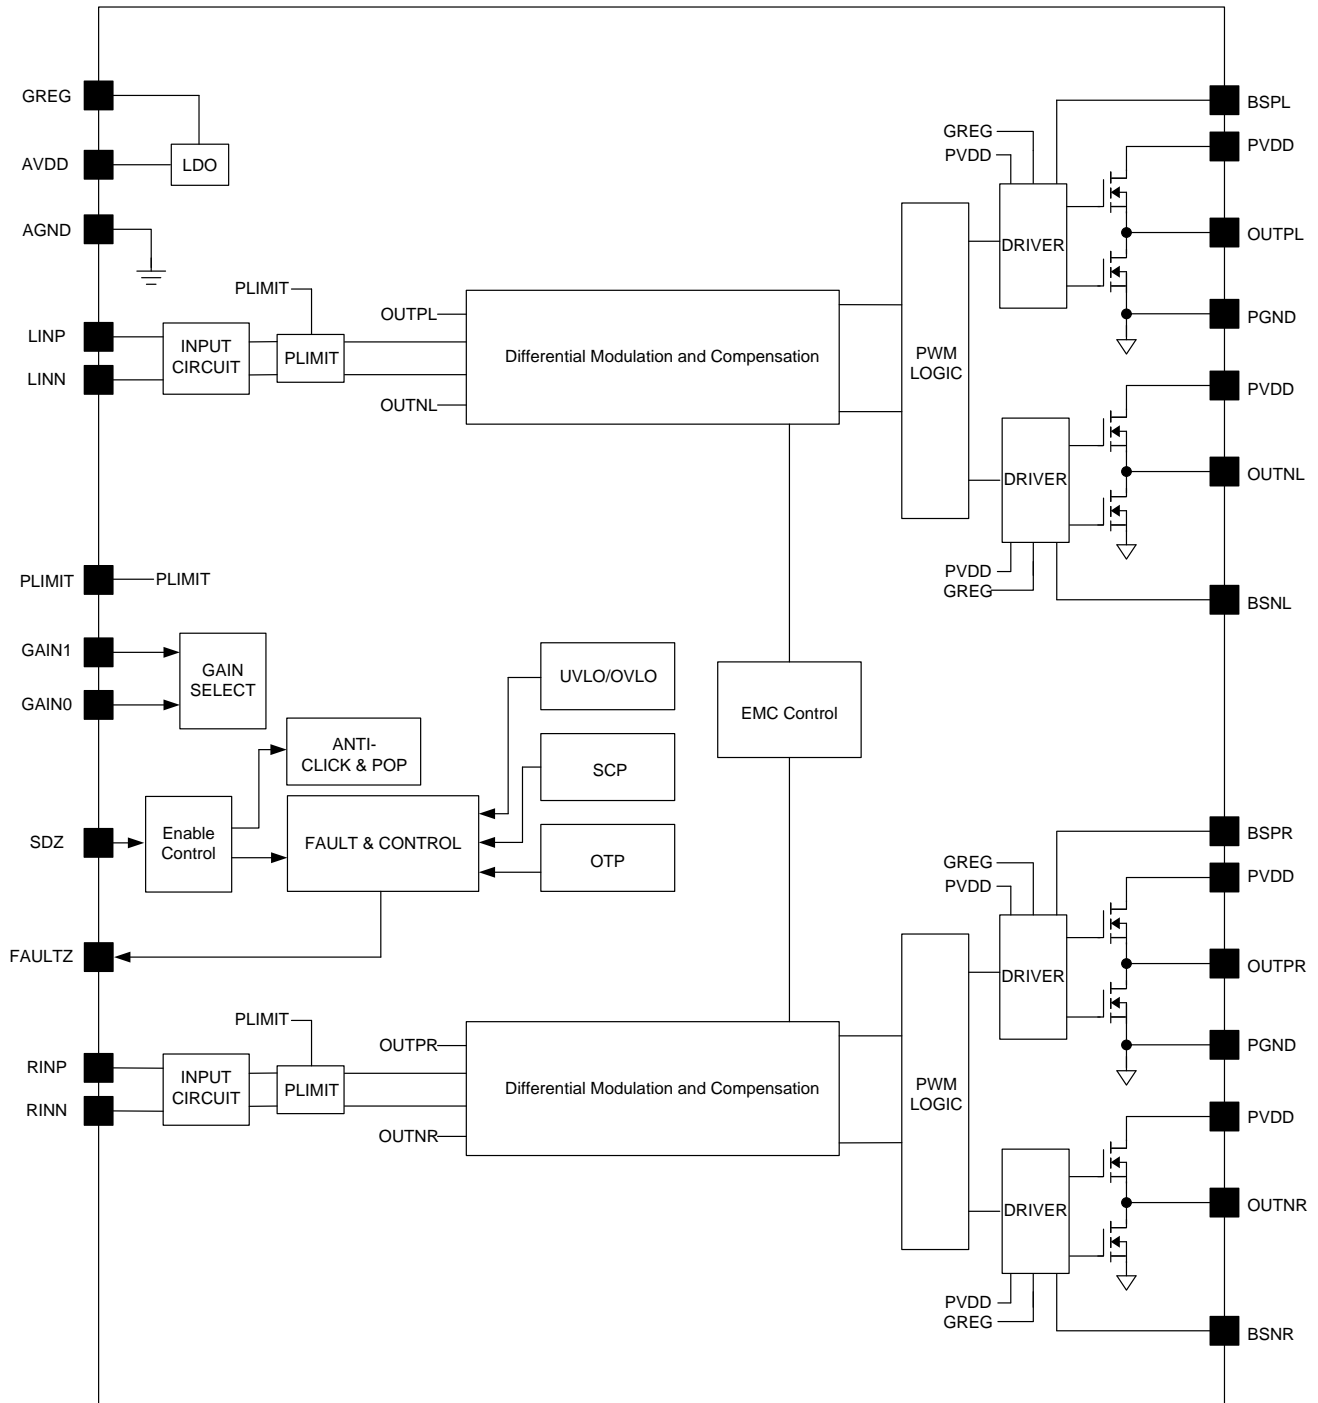 GREG
BSPL
GREG
PVDD
PVDD
AVDD
LDO
AGND
OUTPL
DRIVER
PLIMIT
OUTPL
PGND
LINP
INPUT
CIRCUIT
PLIMIT
Differential Modulation and Compensation
PWM
LOGIC
LINN
PVDD
OUTNL
OUTNL
DRIVER
PLIMIT
PLIMIT
PVDD
GREG
BSNL
GAIN1
GAIN
SELECT
GAIN0
UVLO/OVLO
EMC Control
ANTI-
CLICK & POP
SCP
SDZ
Enable
Control
FAULT & CONTROL
OTP
BSPR
GREG
PVDD
PVDD
FAULTZ
OUTPR
DRIVER
PLIMIT
OUTPR
PGND
RINP
INPUT
CIRCUIT
PLIMIT
Differential Modulation and Compensation
PWM
LOGIC
RINN
PVDD
OUTNR
OUTNR
DRIVER
PVDD
GREG
BSNR